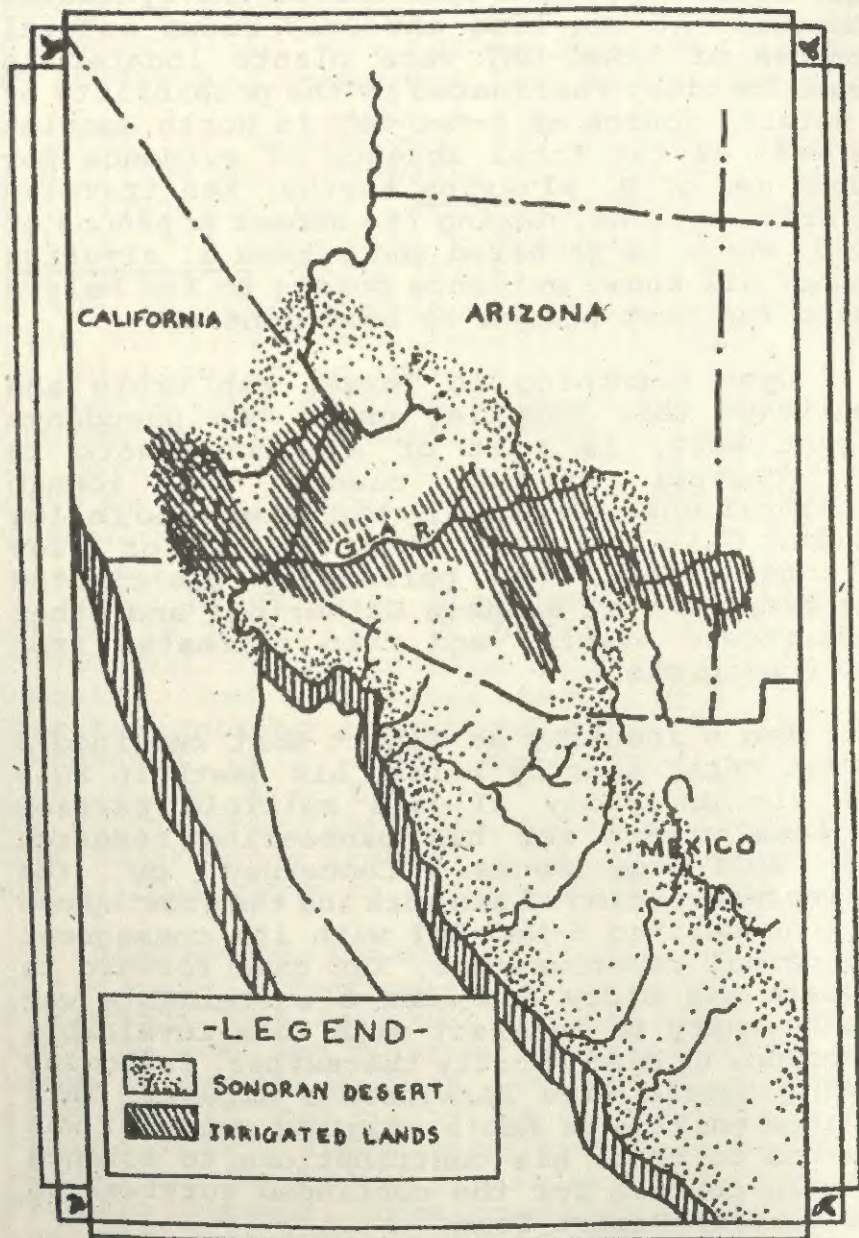 CALIFORNIA
ARIZONA
GILA R.
MEXICO
-LEGEND-
SONORAN DESERT
IRRIGATED LANDS